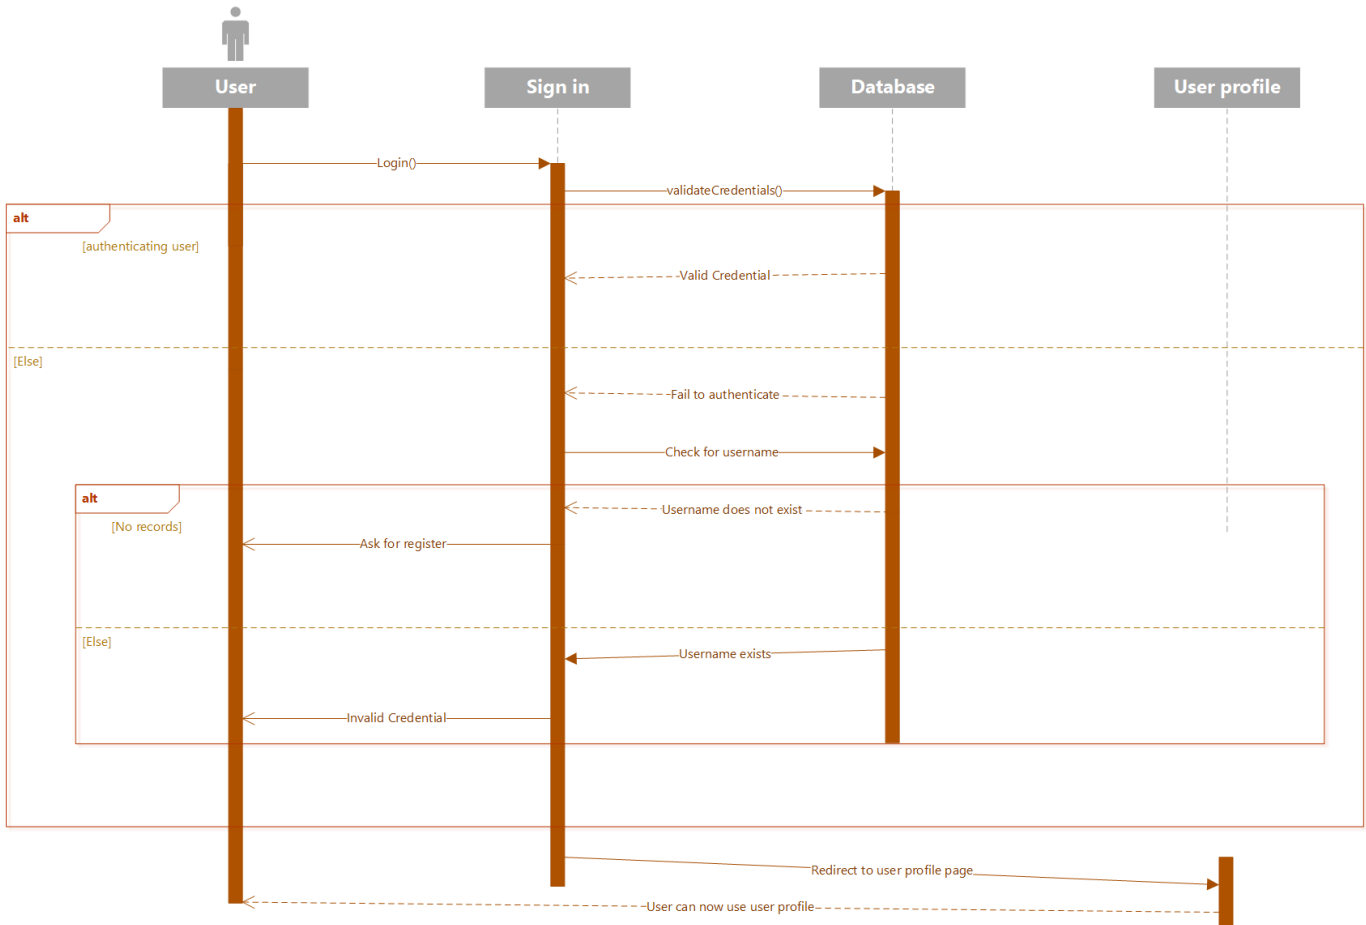 User
Sign in
Database
User profile
Login()
validateCredentials()
alt
[authenticating user]
Valid Credential
[Else]
Fail to authenticate
Check for username
alt
Username does not exist
[No records]
Ask for register
[Else]
Username exists
Invalid Credential
Redirect to user profile page
User can now use user profile